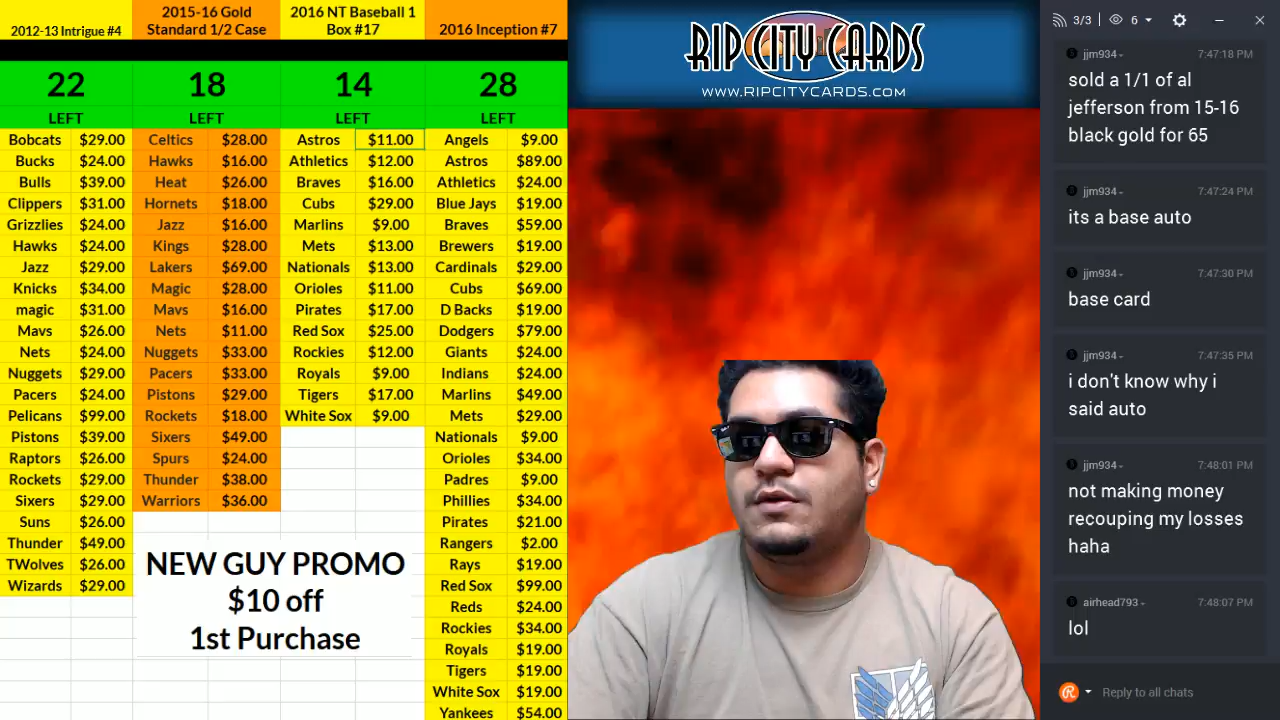 2012-13 Intrigue #4
2015-16 Gold
Standard 1/2 Case
2016 NT Baseball 1
Box #17
2016 Inception #7
22 18 14 28
LEFT LEFT LEFT LEFT
Bobcats $29.00 Celtics $28.00 Astros $11.00 Angels $9.00
Bucks $24.00 Hawks $16.00 Athletics $12.00 Astros $89.00
Bulls $39.00 Heat $26.00 Braves $16.00 Athletics $24.00
Clippers $31.00 Hornets $18.00 Cubs $29.00 Blue Jays $19.00
Grizzlies $24.00 Jazz $16.00 Marlins $9.00 Braves $59.00
Hawks $24.00 Kings $28.00 Mets $13.00 Brewers $19.00
Jazz $29.00 Lakers $69.00 Nationals $13.00 Cardinals $29.00
Knicks $34.00 Magic $28.00 Orioles $11.00 Cubs $69.00
magic $31.00 Mavs $16.00 Pirates $17.00 D Backs $19.00
Mavs $26.00 Nets $11.00 Red Sox $25.00 Dodgers $79.00
Nets $24.00 Nuggets $33.00 Rockies $12.00 Giants $24.00
Nuggets $29.00 Pacers $33.00 Royals $9.00 Indians $24.00
Pacers $24.00 Pistons $29.00 Tigers $17.00 Marlins $49.00
Pelicans $99.00 Rockets $18.00 White Sox $9.00 Mets $29.00
Pistons $39.00 Sixers $49.00 Nationals $9.00
Raptors $26.00 Spurs $24.00 Orioles $34.00
Rockets $29.00 Thunder $38.00 Padres $9.00
Sixers $29.00 Warriors $36.00 Phillies $34.00
Suns $26.00 Pirates $21.00
Thunder $49.00 Rangers $2.00
TWolves $26.00 Rays $19.00
Wizards $29.00 Red Sox $99.00
Reds $24.00
Rockies $34.00
Royals $19.00
Tigers $19.00
White Sox $19.00
Yankees $54.00
NEW GUY PROMO
$10 off
1st Purchase
RIP CITY CARDS
WWW.RIPCITYCARDS.COM
3/3 6
jjm934 7:47:18 PM
sold a 1/1 of al
jefferson from 15-16
black gold for 65
jjm934 7:47:24 PM
its a base auto
jjm934 7:47:30 PM
base card
jjm934 7:47:35 PM
i don't know why i
said auto
jjm934 7:48:01 PM
not making money
recouping my losses
haha
airhead793 7:48:07 PM
lol
Reply to all chats